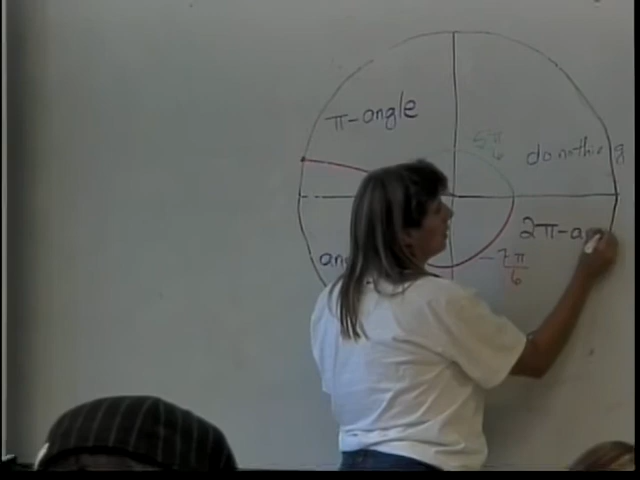 π-angle
5π/6
do nothing
2π-a
an
-7π/6